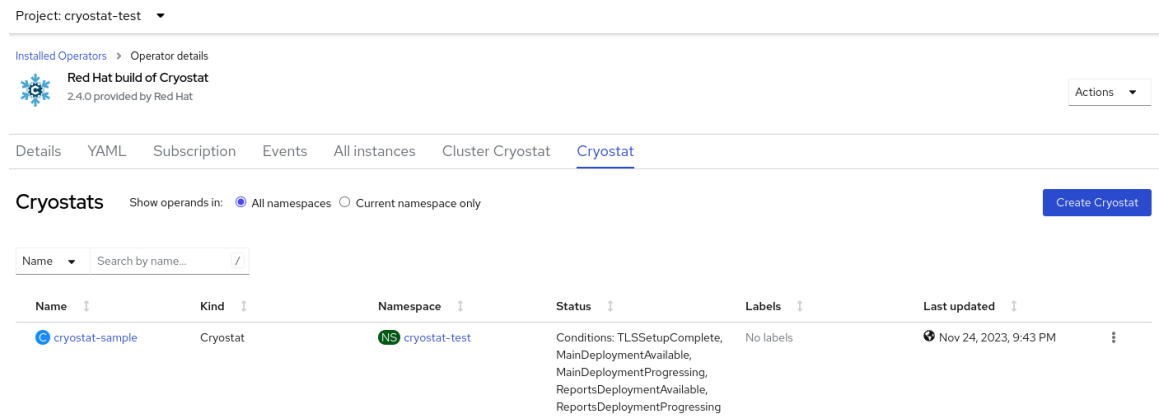 Project: cryostat-test
Installed Operators > Operator details
Red Hat build of Cryostat
2.4.0 provided by Red Hat
Actions
Details YAML Subscription Events All instances Cluster Cryostat Cryostat
Cryostats Show operands in: All namespaces Current namespace only Create Cryostat
Name Search by name... /
Name Kind Namespace Status Labels Last updated
C cryostat-sample Cryostat NS cryostat-test Conditions: TLSSetupComplete, No labels Nov 24, 2023, 9:43 PM
MainDeploymentAvailable,
MainDeploymentProgressing,
ReportsDeploymentAvailable,
ReportsDeploymentProgressing